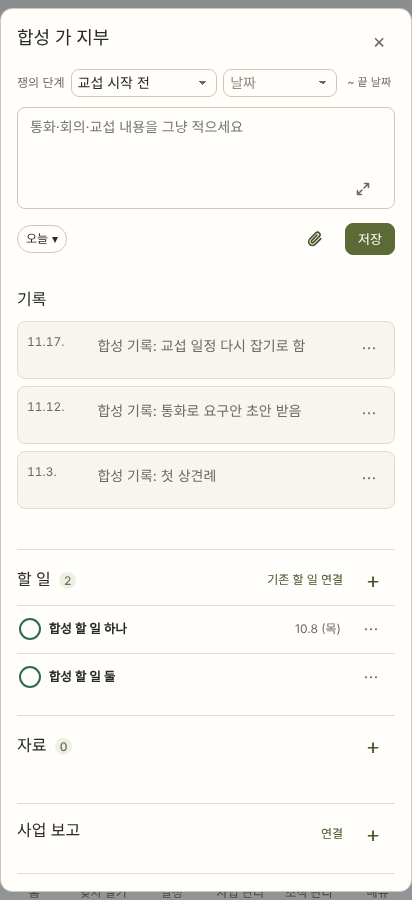 합성 가 지부
쟁의 단계 교섭 시작 전 날짜 ~ 끝 날짜
통화·회의·교섭 내용을 그냥 적으세요
오늘 ▾ 저장
기록
11.17. 합성 기록: 교섭 일정 다시 잡기로 함 ···
11.12. 합성 기록: 통화로 요구안 초안 받음 ···
11.3. 합성 기록: 첫 상견례 ···
할 일 2 기존 할 일 연결 +
합성 할 일 하나 10.8 (목) ···
합성 할 일 둘 ···
자료 0 +
사업 보고 연결 +